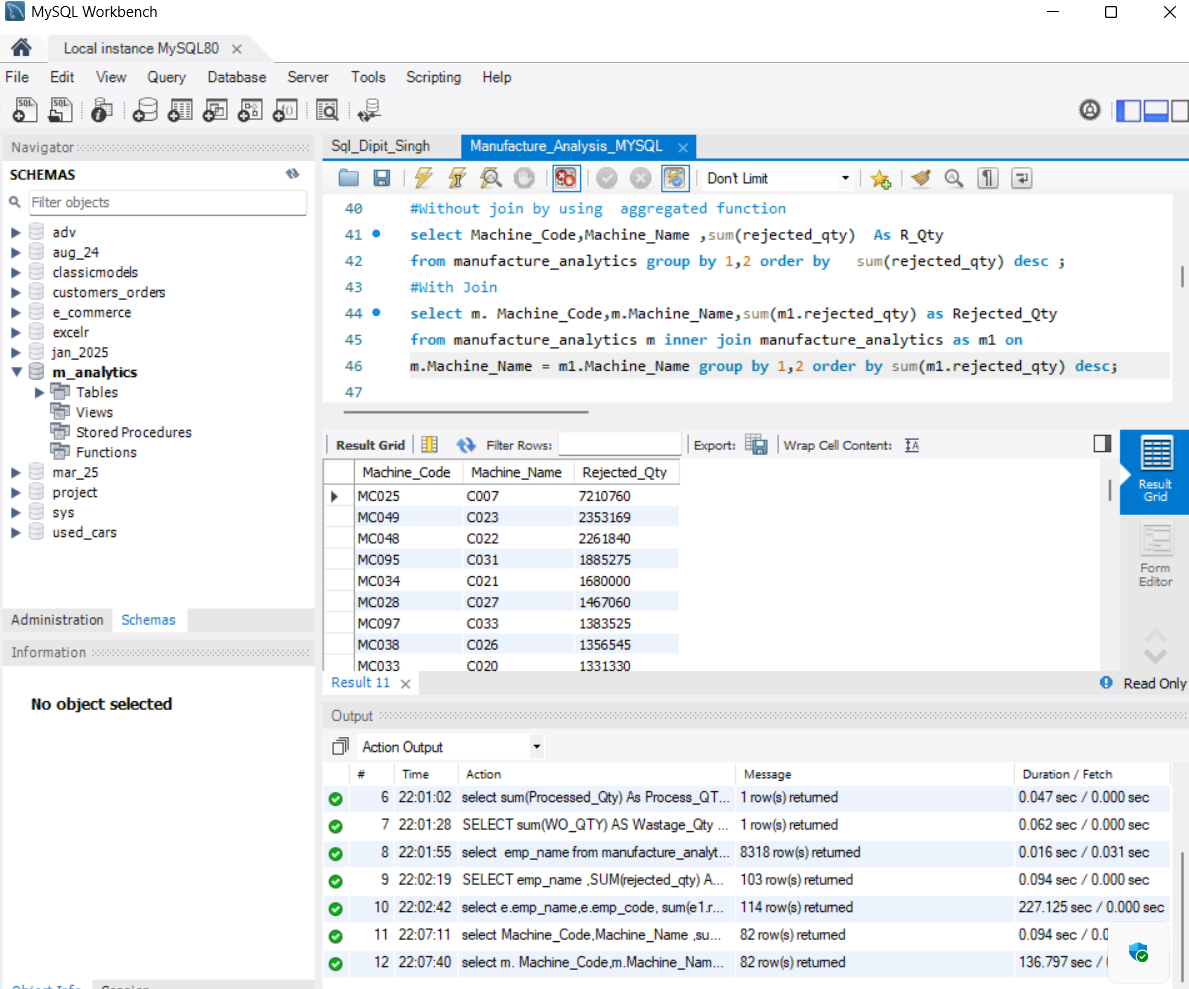 MySQL Workbench
Local instance MySQL80
File Edit View Query Database Server Tools Scripting Help
Navigator
SCHEMAS
Filter objects
adv
aug_24
classicmodels
customers_orders
e_commerce
excelr
jan_2025
m_analytics
Tables
Views
Stored Procedures
Functions
mar_25
project
sys
used_cars
Administration Schemas
Information
No object selected
Sql_Dipit_Singh Manufacture_Analysis_MYSQL
Don't Limit
40 #Without join by using  aggregated function
41 select Machine_Code,Machine_Name ,sum(rejected_qty)  As R_Qty
42 from manufacture_analytics group by 1,2 order by   sum(rejected_qty) desc ;
43 #With Join
44 select m. Machine_Code,m.Machine_Name,sum(m1.rejected_qty) as Rejected_Qty
45 from manufacture_analytics m inner join manufacture_analytics as m1 on
46 m.Machine_Name = m1.Machine_Name group by 1,2 order by sum(m1.rejected_qty) desc;
47
Result Grid Filter Rows: Export: Wrap Cell Content: IA
Machine_Code Machine_Name Rejected_Qty
MC025 C007 7210760
MC049 C023 2353169
MC048 C022 2261840
MC095 C031 1885275
MC034 C021 1680000
MC028 C027 1467060
MC097 C033 1383525
MC038 C026 1356545
MC033 C020 1331330
Result Grid
Form Editor
Result 11 Read Only
Output
Action Output
# Time Action Message Duration / Fetch
6 22:01:02 select sum(Processed_Qty) As Process_QT... 1 row(s) returned 0.047 sec / 0.000 sec
7 22:01:28 SELECT sum(WO_QTY) AS Wastage_Qty ... 1 row(s) returned 0.062 sec / 0.000 sec
8 22:01:55 select  emp_name from manufacture_analyt... 8318 row(s) returned 0.016 sec / 0.031 sec
9 22:02:19 SELECT emp_name ,SUM(rejected_qty) A... 103 row(s) returned 0.094 sec / 0.000 sec
10 22:02:42 select e.emp_name,e.emp_code, sum(e1.r... 114 row(s) returned 227.125 sec / 0.000 sec
11 22:07:11 select Machine_Code,Machine_Name ,su... 82 row(s) returned 0.094 sec / 0.0
12 22:07:40 select m. Machine_Code,m.Machine_Nam... 82 row(s) returned 136.797 sec /
Object Info Session